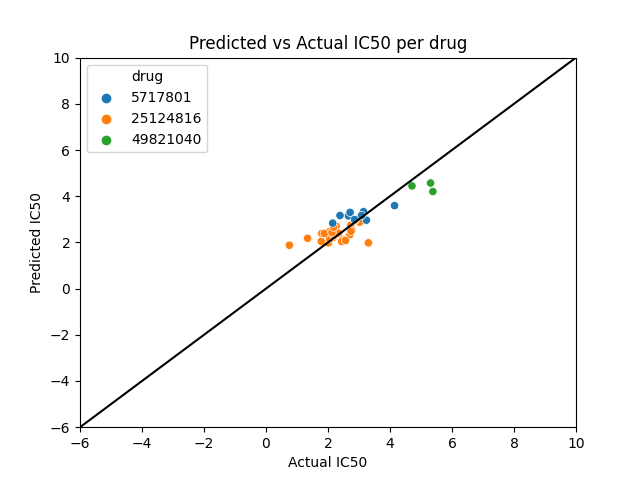 Predicted vs Actual IC50 per drug
drug
5717801
25124816
49821040
10
8
6
4
2
0
−2
−4
−6
Predicted IC50
−6 −4 −2 0 2 4 6 8 10
Actual IC50